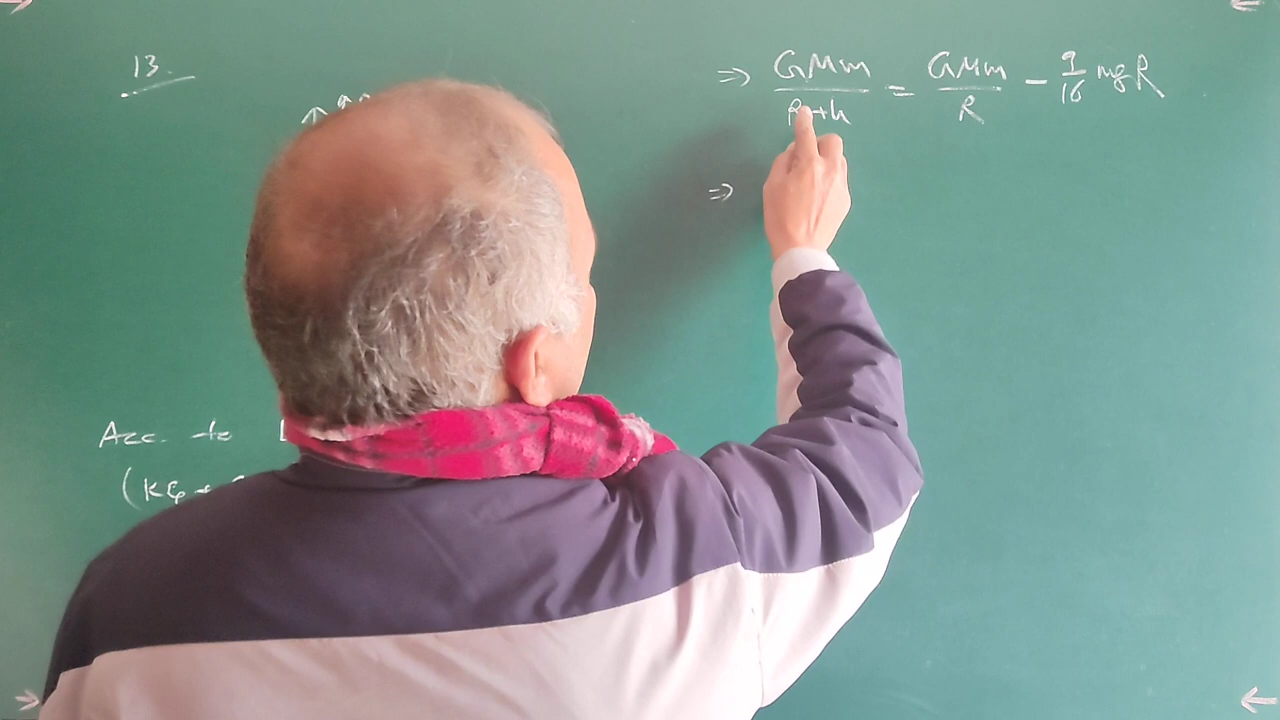 13.
⇒ GMm/R+h = GMm/R - 9/16 mgR
⇒
Acc. to
(KE +